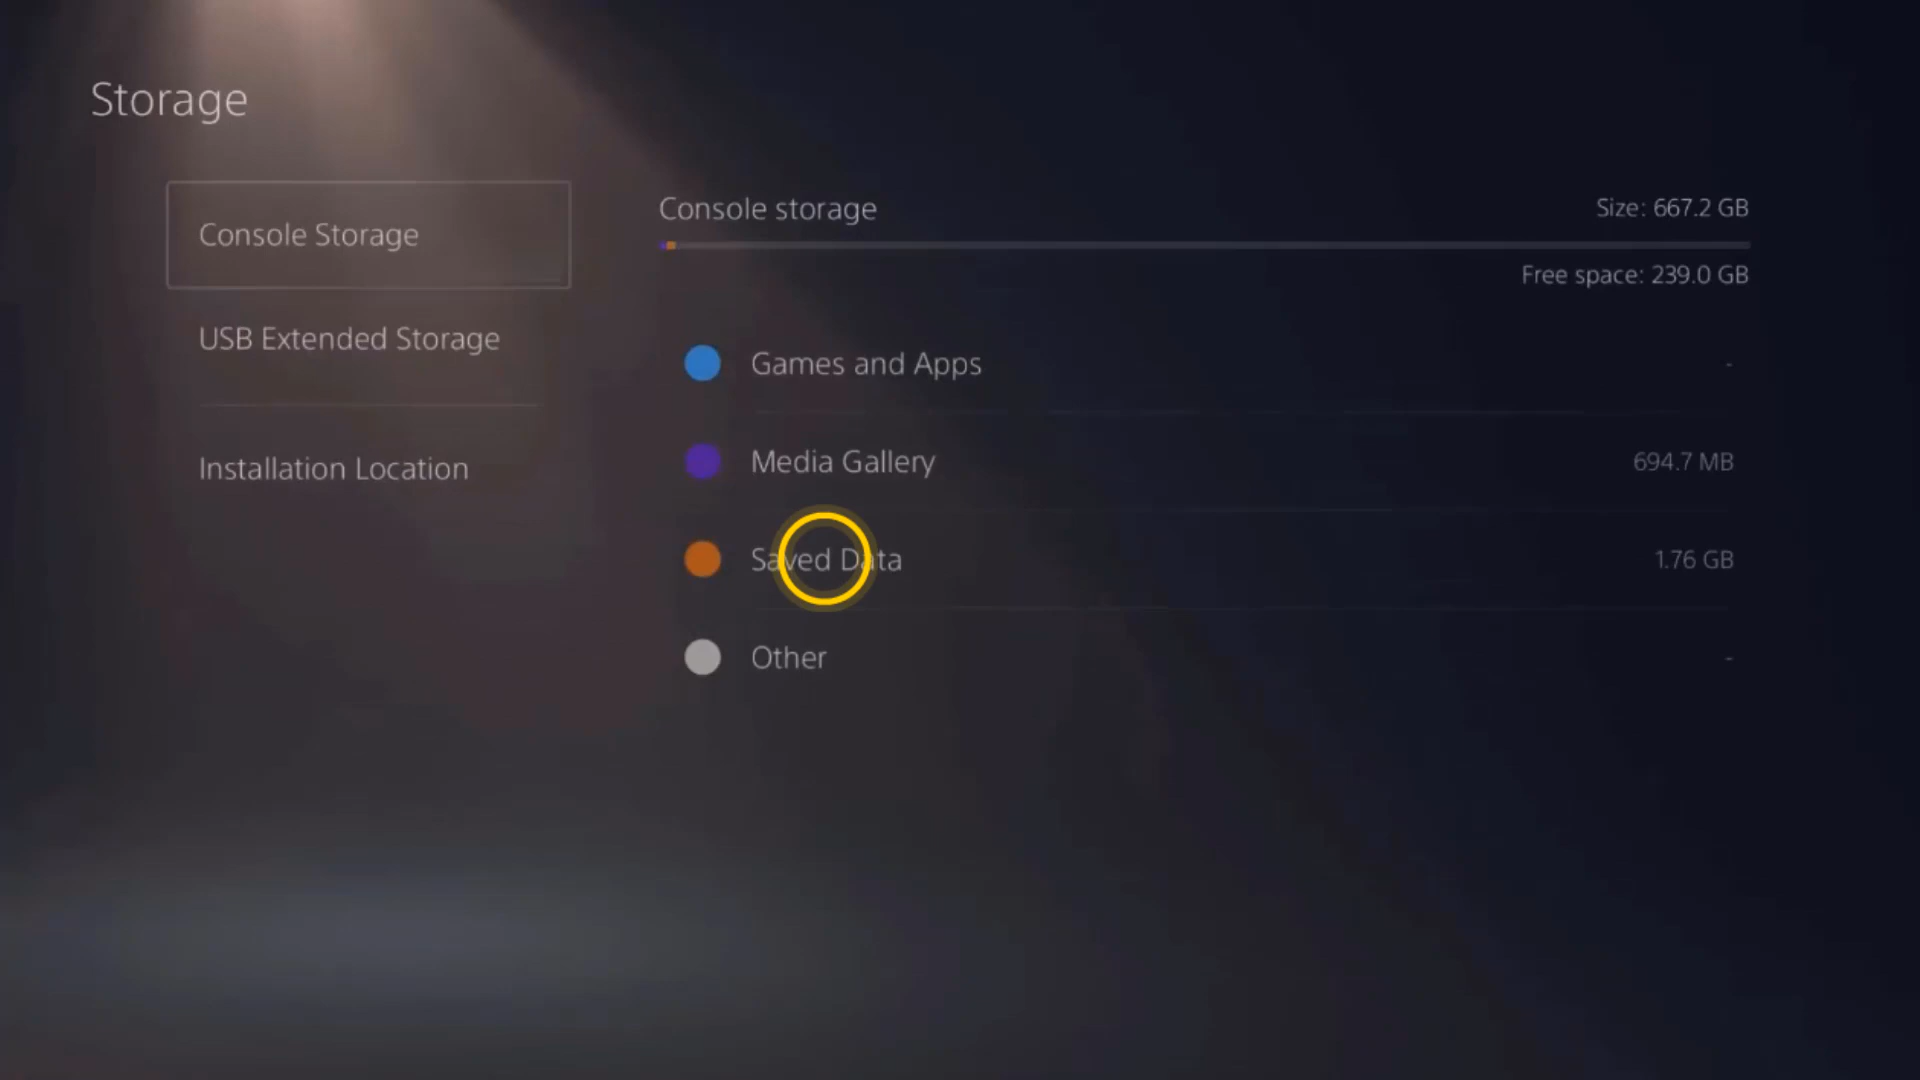 Storage
Console Storage
USB Extended Storage
Installation Location
Console storage
Size: 667.2 GB
Free space: 239.0 GB
Games and Apps
-
Media Gallery
694.7 MB
Saved Data
1.76 GB
Other
-